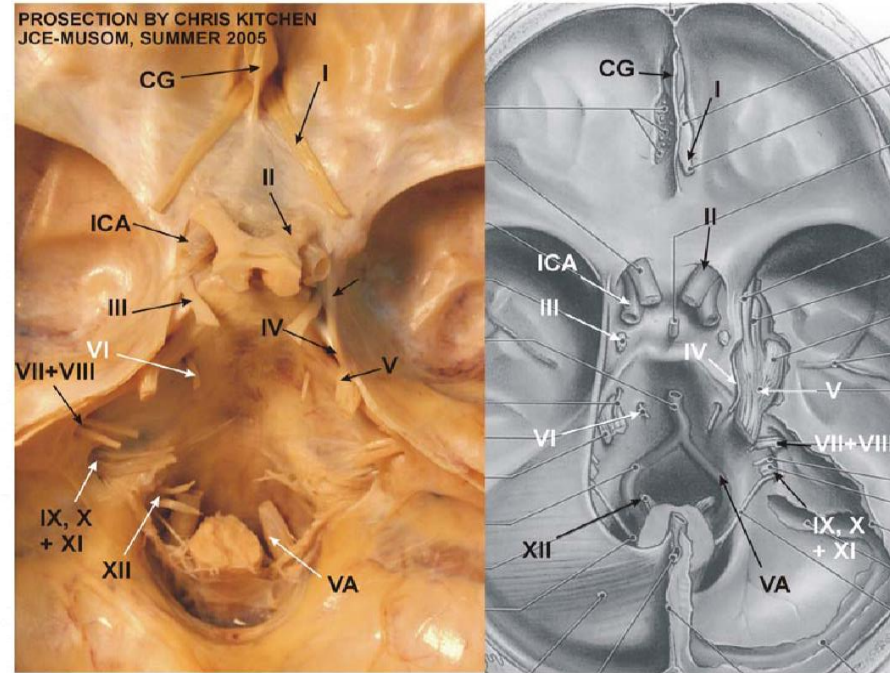 PROSECTION BY CHRIS KITCHEN
JCE-MUSOM, SUMMER 2005
CG
I
II
ICA
III
IV
VI
V
VII+VIII
IX, X
+ XI
XII
VA
CG
I
II
ICA
III
IV
V
VI
VII+VIII
IX, X
+ XI
XII
VA